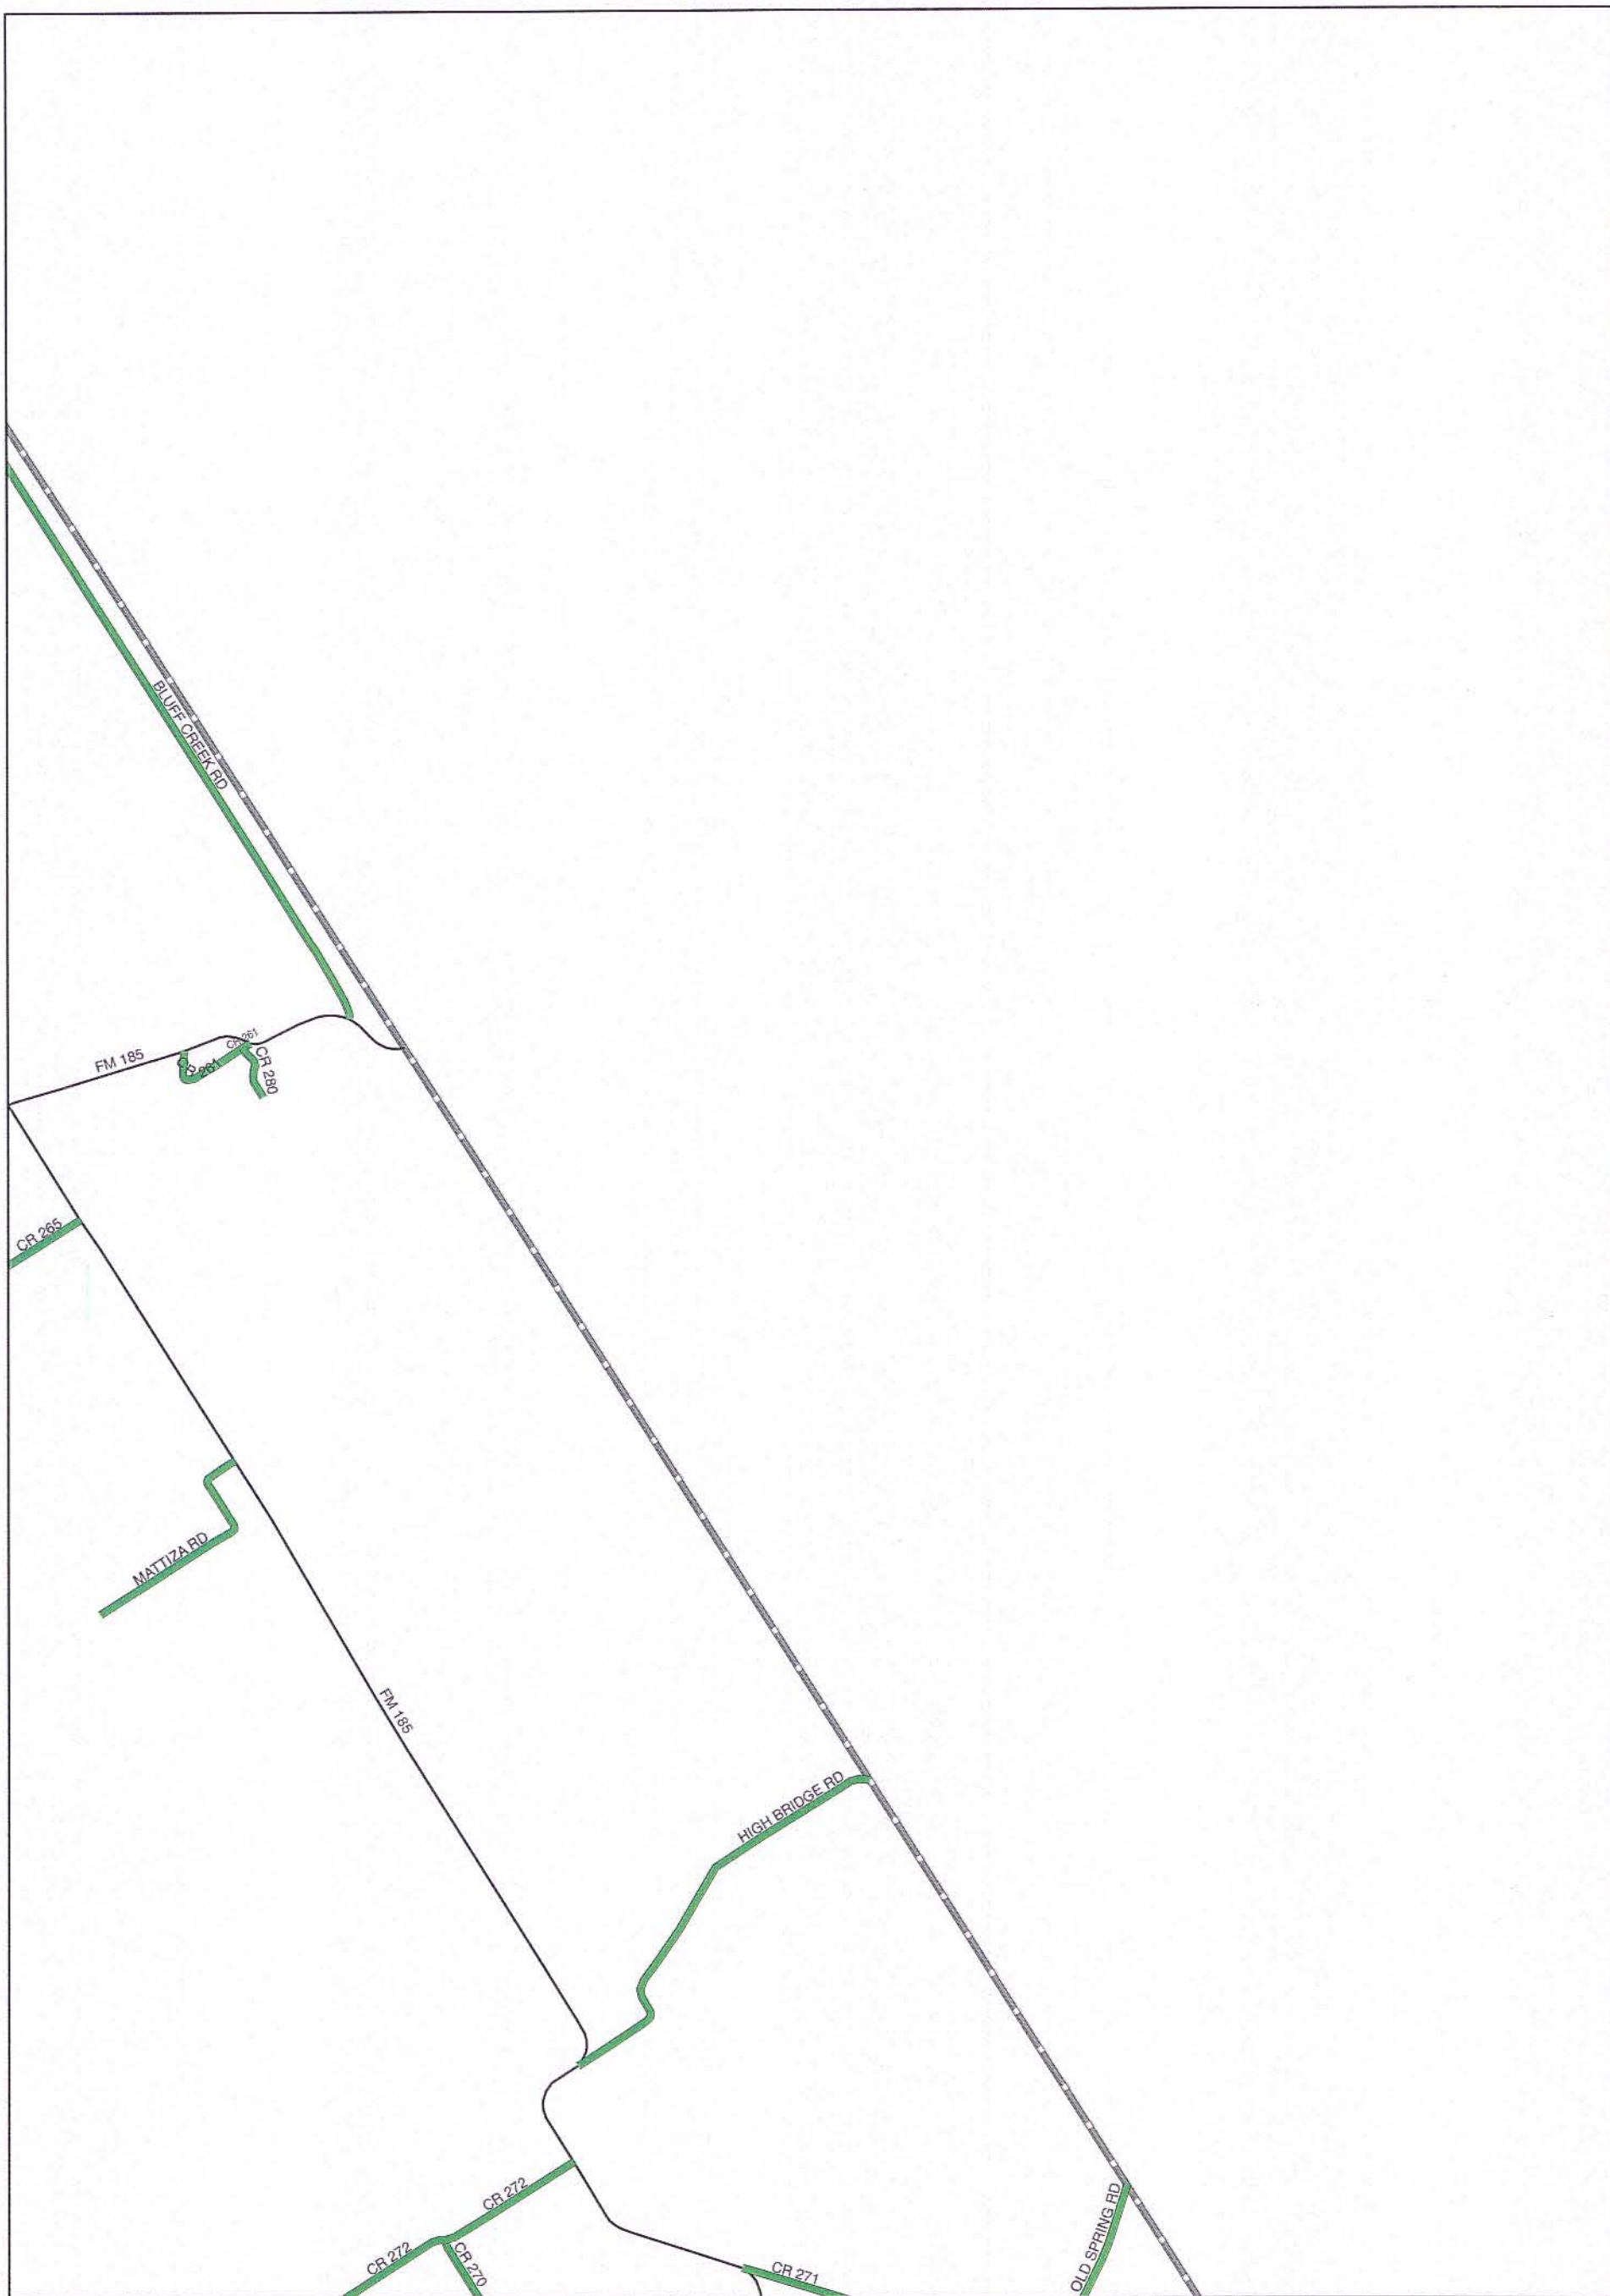 BLUFF CREEK RD
CR 261
FM 185
CR 261
CR 280
CR 265
MATTIZA RD
FM 185
HIGH BRIDGE RD
CR 272
OLD SPRING RD
CR 272
CR 270
CR 271